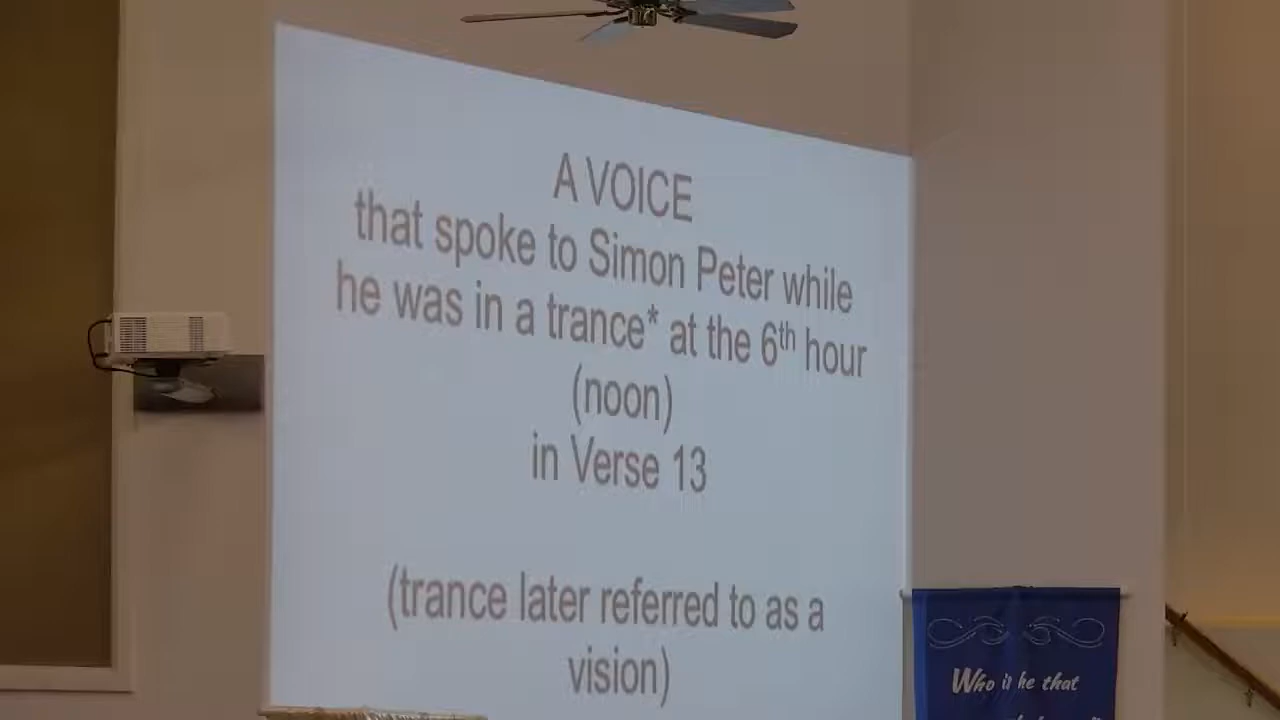 A VOICE
that spoke to Simon Peter while
he was in a trance* at the 6th hour
(noon)
in Verse 13
(trance later referred to as a
vision)
Who is he that